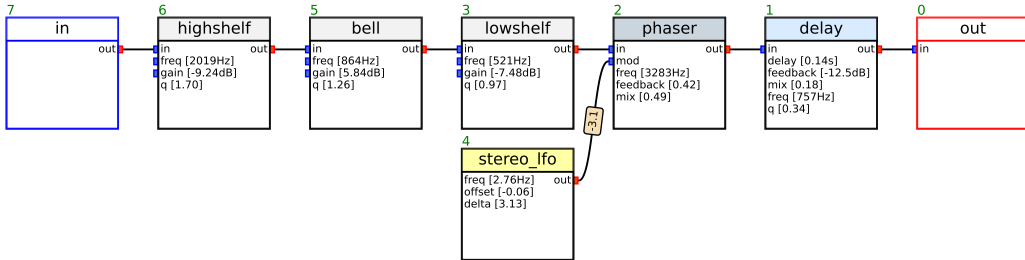 7
in
out
6
highshelf
in out
freq [2019Hz]
gain [-9.24dB]
q [1.70]
5
bell
in out
freq [864Hz]
gain [5.84dB]
q [1.26]
3
lowshelf
in out
freq [521Hz]
gain [-7.48dB]
q [0.97]
2
phaser
in out
mod
freq [3283Hz]
feedback [0.42]
mix [0.49]
1
delay
in out
delay [0.14s]
feedback [-12.5dB]
mix [0.18]
freq [757Hz]
q [0.34]
0
out
in
-3.1
4
stereo_lfo
freq [2.76Hz] out
offset [-0.06]
delta [3.13]